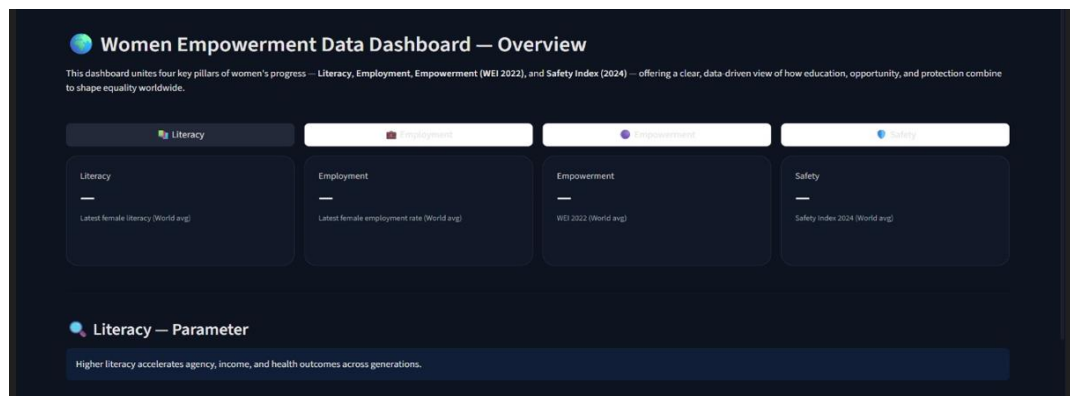 🌍 Women Empowerment Data Dashboard — Overview
This dashboard unites four key pillars of women's progress — Literacy, Employment, Empowerment (WEI 2022), and Safety Index (2024) — offering a clear, data-driven view of how education, opportunity, and protection combine
to shape equality worldwide.
📚 Literacy
💼 Employment
🟣 Empowerment
🛡️ Safety
Literacy
—
Latest female literacy (World avg)
Employment
—
Latest female employment rate (World avg)
Empowerment
—
WEI 2022 (World avg)
Safety
—
Safety Index 2024 (World avg)
🔍 Literacy — Parameter
Higher literacy accelerates agency, income, and health outcomes across generations.